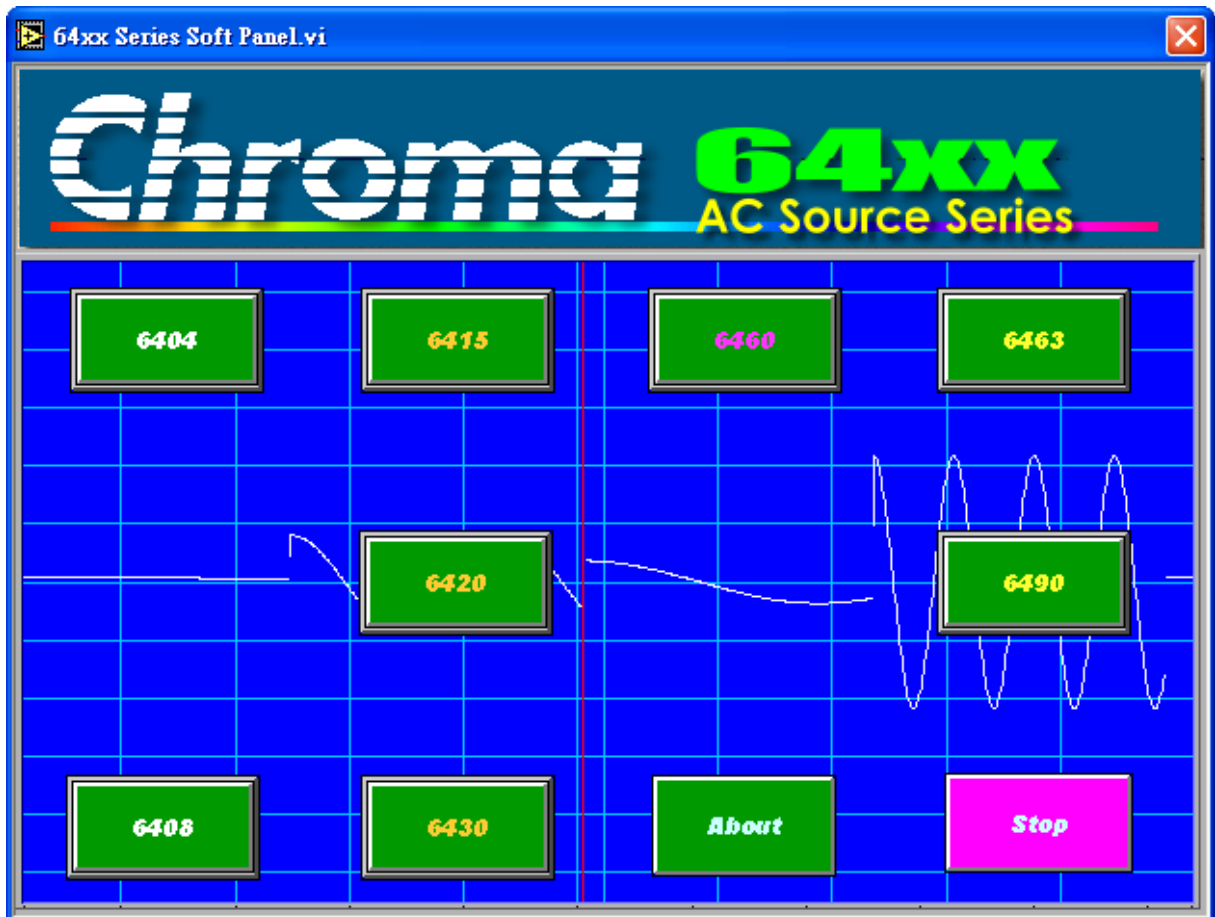 64xx Series Soft Panel.vi
Chroma 64xx
AC Source Series
6404 6415 6460 6463
6420 6490
6408 6430 About Stop